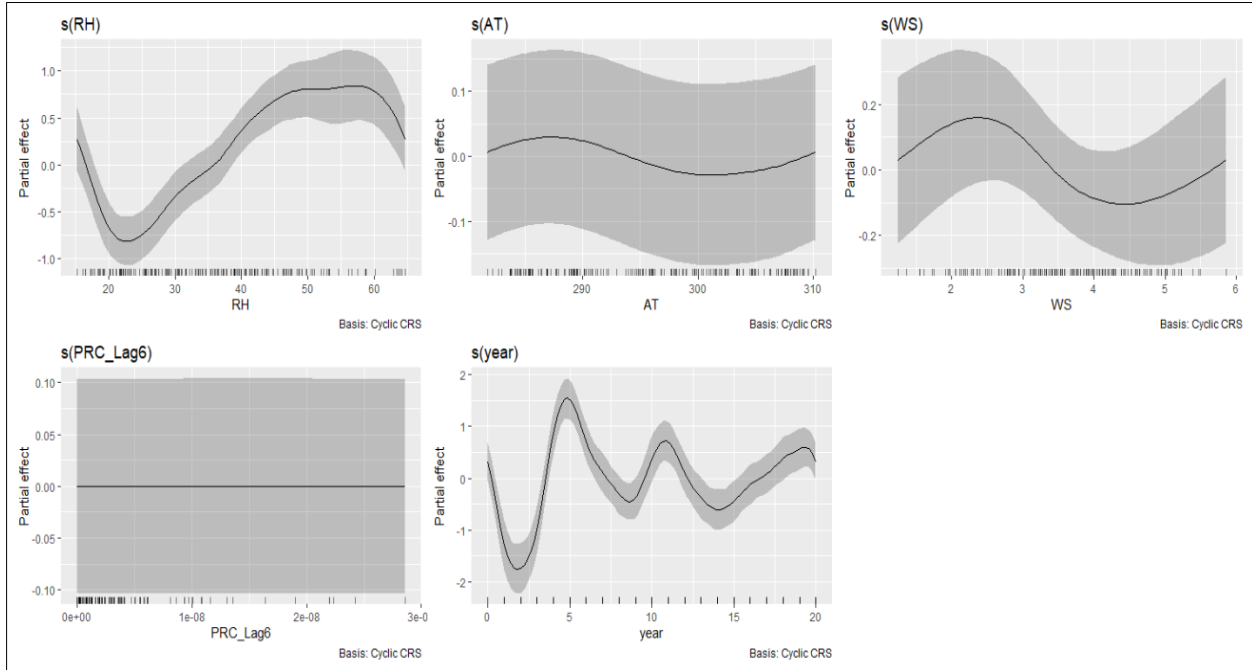 s(RH)
Partial effect
1.0
0.5
0.0
-0.5
-1.0
20 30 40 50 60
RH
Basis: Cyclic CRS
s(AT)
Partial effect
0.1
0.0
-0.1
290 300 310
AT
Basis: Cyclic CRS
s(WS)
Partial effect
0.2
0.0
-0.2
2 3 4 5 6
WS
Basis: Cyclic CRS
s(PRC_Lag6)
Partial effect
0.10
0.05
0.00
-0.05
-0.10
0e+00 1e-08 2e-08 3e-0
PRC_Lag6
Basis: Cyclic CRS
s(year)
Partial effect
2
1
0
-1
-2
0 5 10 15 20
year
Basis: Cyclic CRS